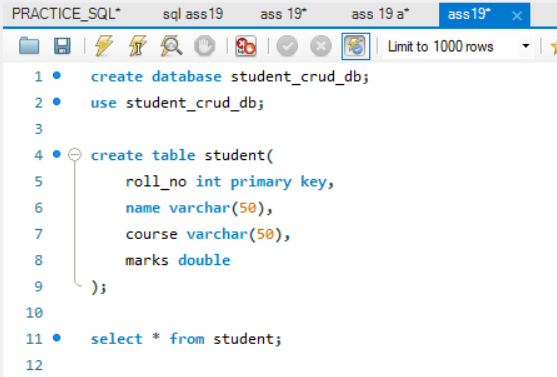 PRACTICE_SQL* sql ass19 ass 19* ass 19 a* ass19* ×
Limit to 1000 rows
1 create database student_crud_db;
2 use student_crud_db;
3
4 create table student(
5 roll_no int primary key,
6 name varchar(50),
7 course varchar(50),
8 marks double
9 );
10
11 select * from student;
12